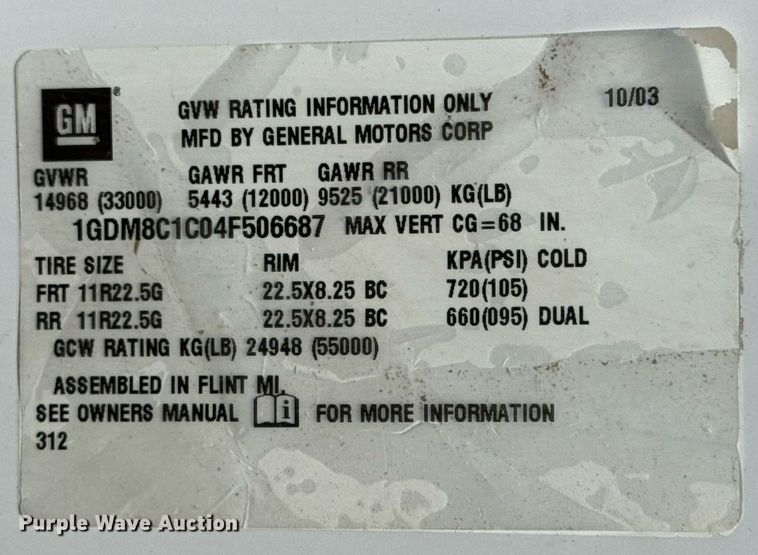 GM®
GVW RATING INFORMATION ONLY 10/03
MFD BY GENERAL MOTORS CORP
GVWR GAWR FRT GAWR RR
14968 (33000) 5443 (12000) 9525 (21000) KG(LB)
1GDM8C1C04F506687 MAX VERT CG=68 IN.
TIRE SIZE RIM KPA(PSI) COLD
FRT 11R22.5G 22.5X8.25 BC 720(105)
RR 11R22.5G 22.5X8.25 BC 660(095) DUAL
GCW RATING KG(LB) 24948 (55000)
ASSEMBLED IN FLINT MI.
SEE OWNERS MANUAL i FOR MORE INFORMATION
312
Purple Wave Auction